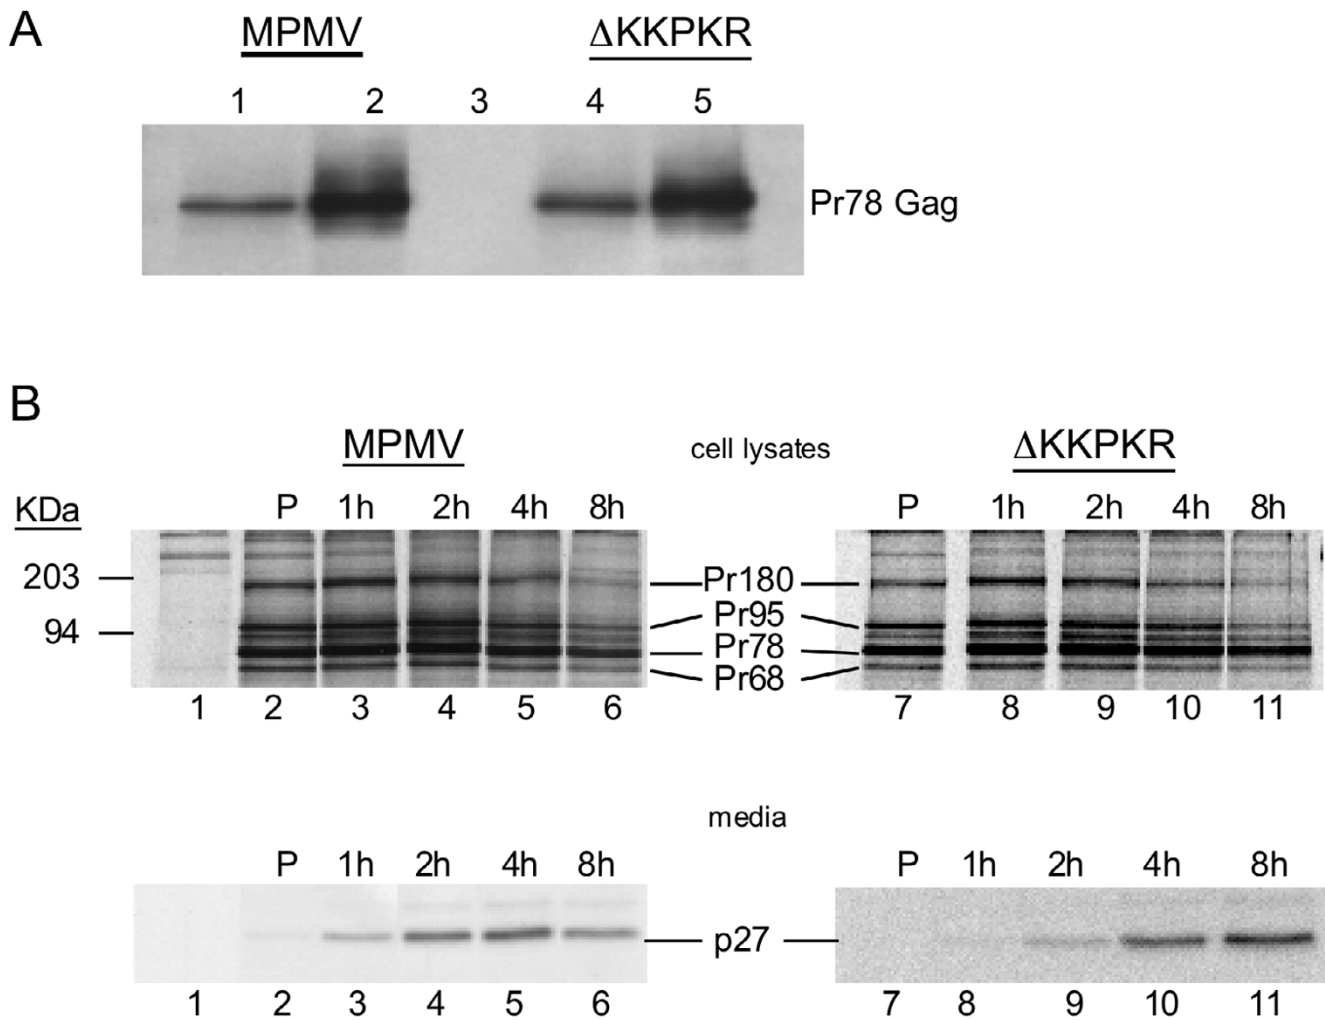 A
MPMV ΔKKPKR
1 2 3 4 5
Pr78 Gag
B
MPMV cell lysates ΔKKPKR
KDa P 1h 2h 4h 8h P 1h 2h 4h 8h
203 Pr180
Pr95
94 Pr78
Pr68
1 2 3 4 5 6 7 8 9 10 11
media
P 1h 2h 4h 8h P 1h 2h 4h 8h
p27
1 2 3 4 5 6 7 8 9 10 11